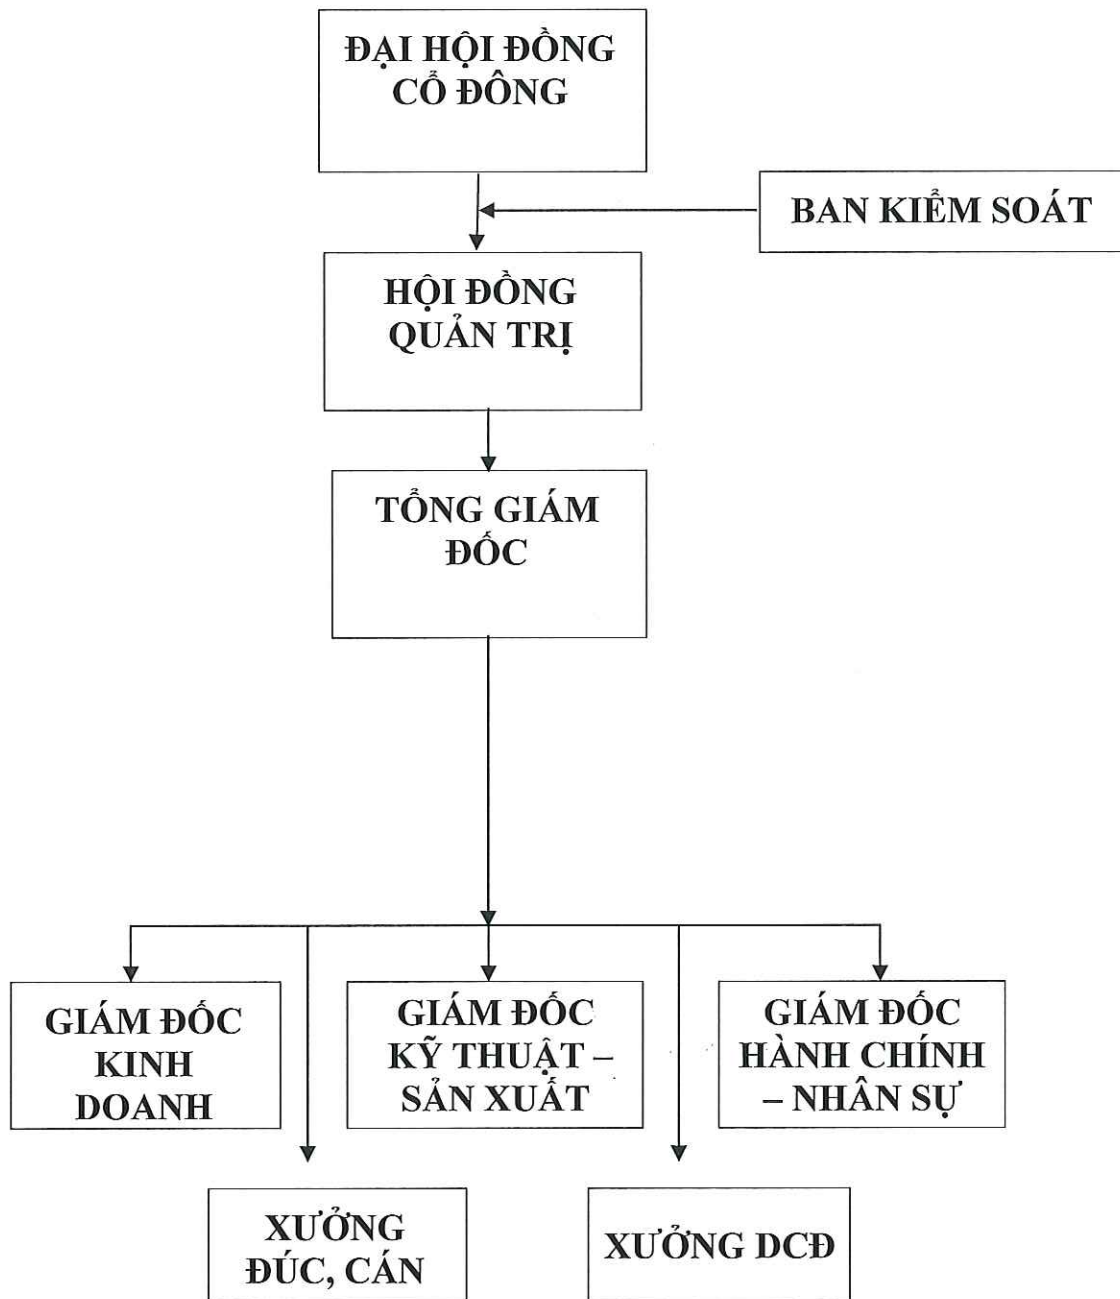 ĐẠI HỘI ĐỒNG
CỔ ĐÔNG
BAN KIỂM SOÁT
HỘI ĐỒNG
QUẢN TRỊ
TỔNG GIÁM
ĐỐC
GIÁM ĐỐC
KINH
DOANH
GIÁM ĐỐC
KỸ THUẬT –
SẢN XUẤT
GIÁM ĐỐC
HÀNH CHÍNH
– NHÂN SỰ
XƯỞNG
ĐÚC, CÁN
XƯỞNG DCĐ